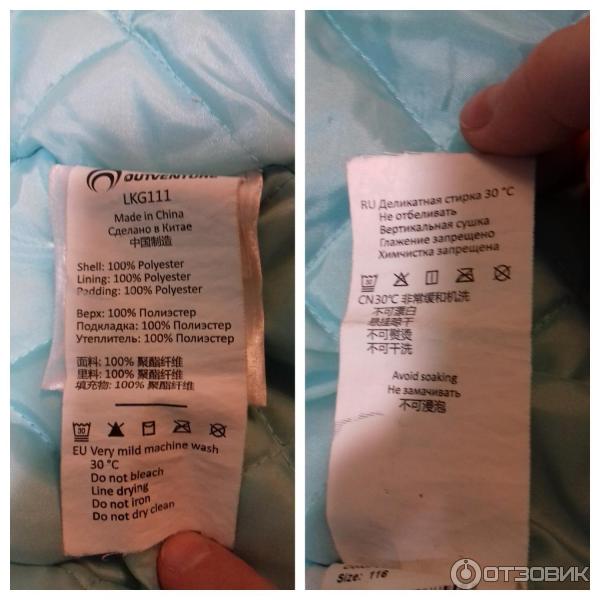 OUTVENTURE
LKG111
Made in China
Сделано в Китае
中国制造
Shell: 100% Polyester
Lining: 100% Polyester
Padding: 100% Polyester
Верх: 100% Полиэстер
Подкладка: 100% Полиэстер
Утеплитель: 100% Полиэстер
面料: 100% 聚酯纤维
里料: 100% 聚酯纤维
填充物: 100% 聚酯纤维
30
EU Very mild machine wash
30 °C
Do not bleach
Line drying
Do not iron
Do not dry clean
RU Деликатная стирка 30 °C
Не отбеливать
Вертикальная сушка
Глажение запрещено
Химчистка запрещена
30
CN 30℃ 非常缓和机洗
不可漂白
悬挂晾干
不可熨烫
不可干洗
Avoid soaking
Не замачивать
不可浸泡
Size: 116
ОТЗОВИК